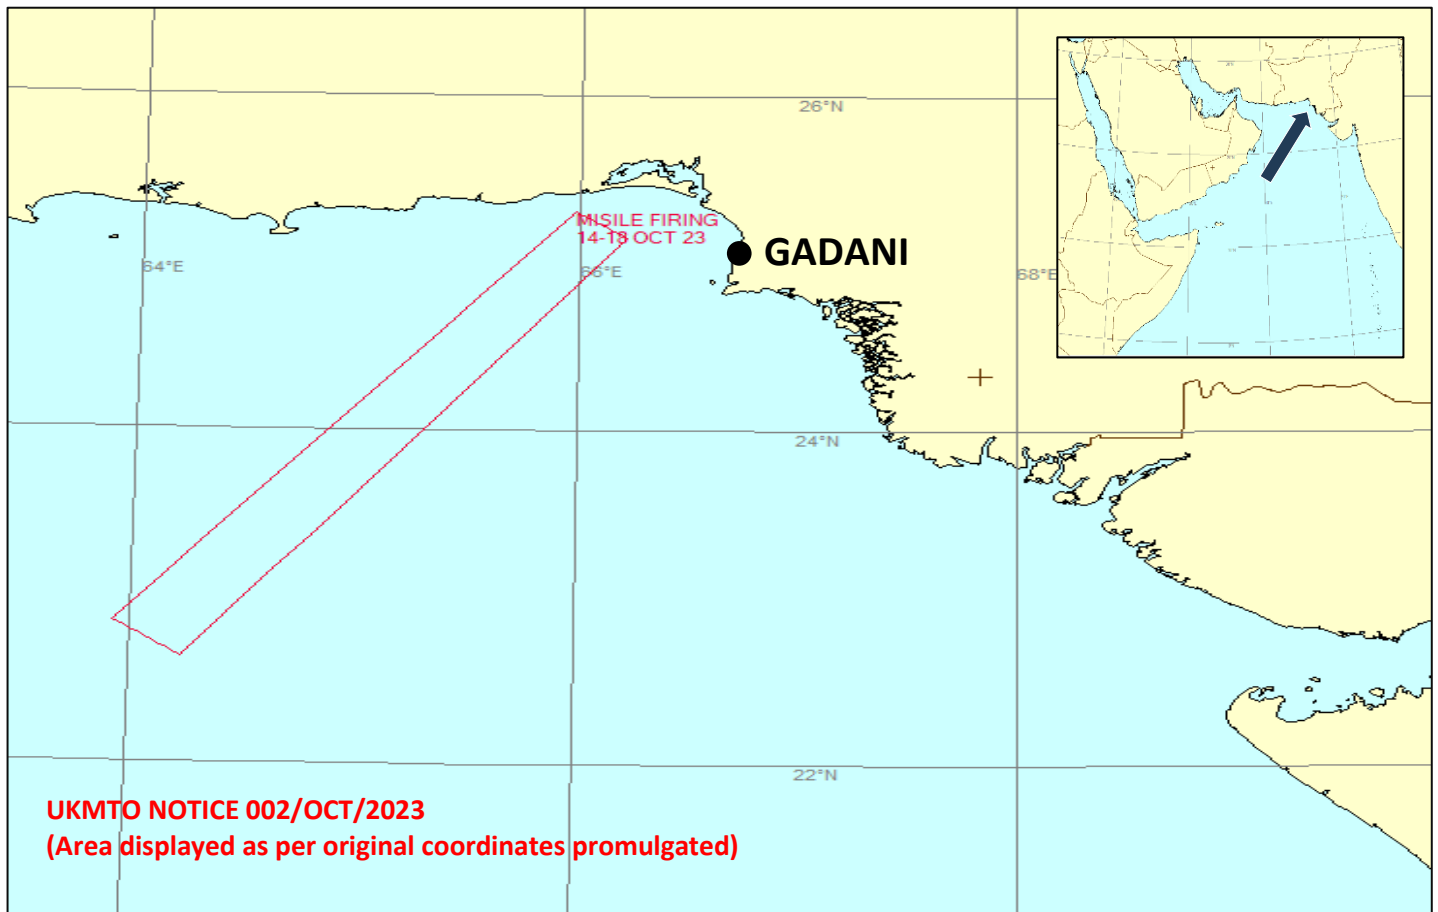 26°N
MISILE FIRING
14-18 OCT 23
GADANI
64°E
66°E
68°E
24°N
22°N
UKMTO NOTICE 002/OCT/2023
(Area displayed as per original coordinates promulgated)